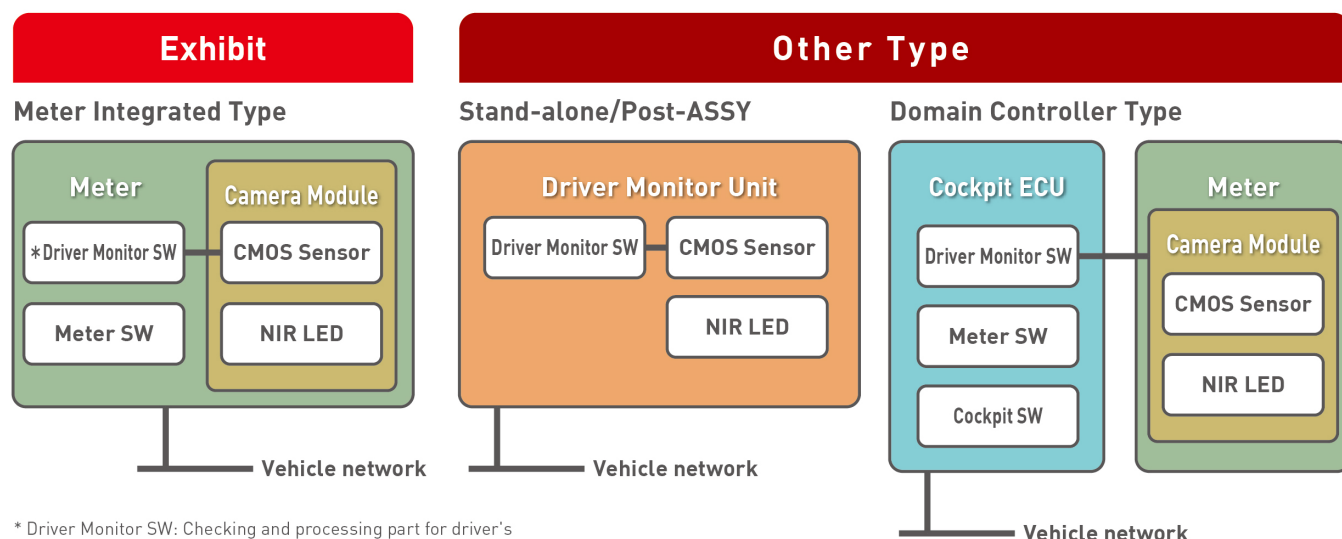 Exhibit
Meter Integrated Type
Meter
Camera Module
*Driver Monitor SW
CMOS Sensor
Meter SW
NIR LED
Vehicle network
Other Type
Stand-alone/Post-ASSY
Driver Monitor Unit
Driver Monitor SW
CMOS Sensor
NIR LED
Vehicle network
Domain Controller Type
Cockpit ECU
Driver Monitor SW
Meter SW
Cockpit SW
Meter
Camera Module
CMOS Sensor
NIR LED
Vehicle network
* Driver Monitor SW: Checking and processing part for driver's